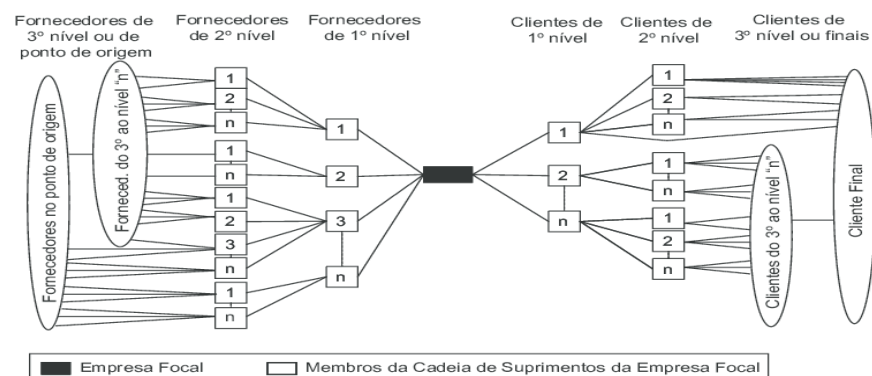 Fornecedores de
3º nível ou de
ponto de origem
Fornecedores
de 2º nível
Fornecedores
de 1º nível
Clientes de
1º nível
Clientes de
2º nível
Clientes de
3º nível ou finais
Fornecedores no ponto de origem
Forneced. do 3º ao nível "n"
1
2
n
1
n
1
2
3
n
1
n
1
2
3
n
1
2
n
1
2
n
1
n
1
2
n
Clientes do 3º ao nível "n"
Cliente Final
Empresa Focal
Membros da Cadeia de Suprimentos da Empresa Focal